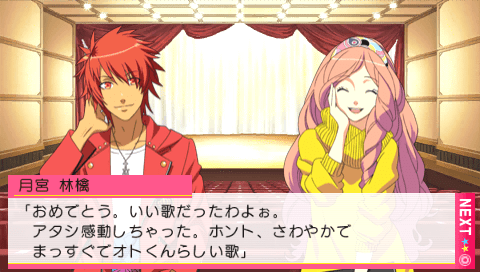 月宮 林檎
「おめでとう。いい歌だったわよぉ。
アタシ感動しちゃった。ホント、さわやかで
まっすぐでオトくんらしい歌」
NEXT